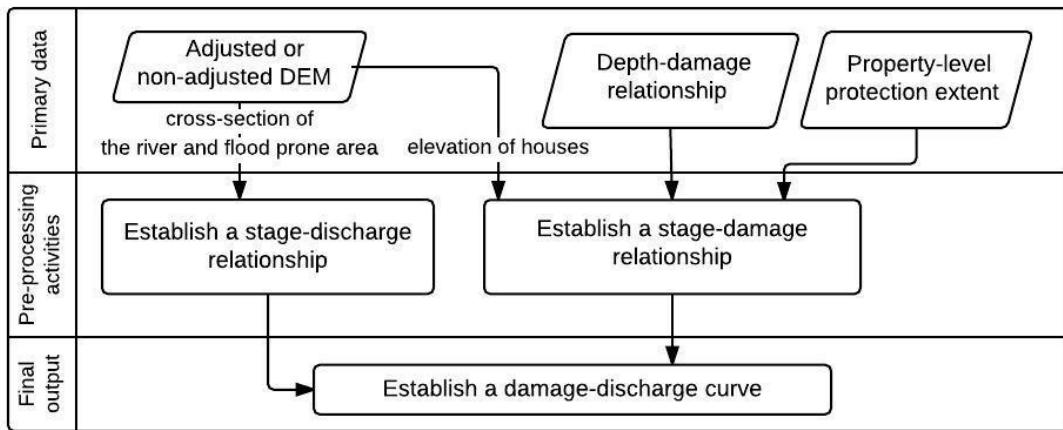 Primary data
Adjusted or
non-adjusted DEM
Depth-damage
relationship
Property-level
protection extent
cross-section of
the river and flood prone area
elevation of houses
Pre-processing
activities
Establish a stage-discharge
relationship
Establish a stage-damage
relationship
Final
output
Establish a damage-discharge curve